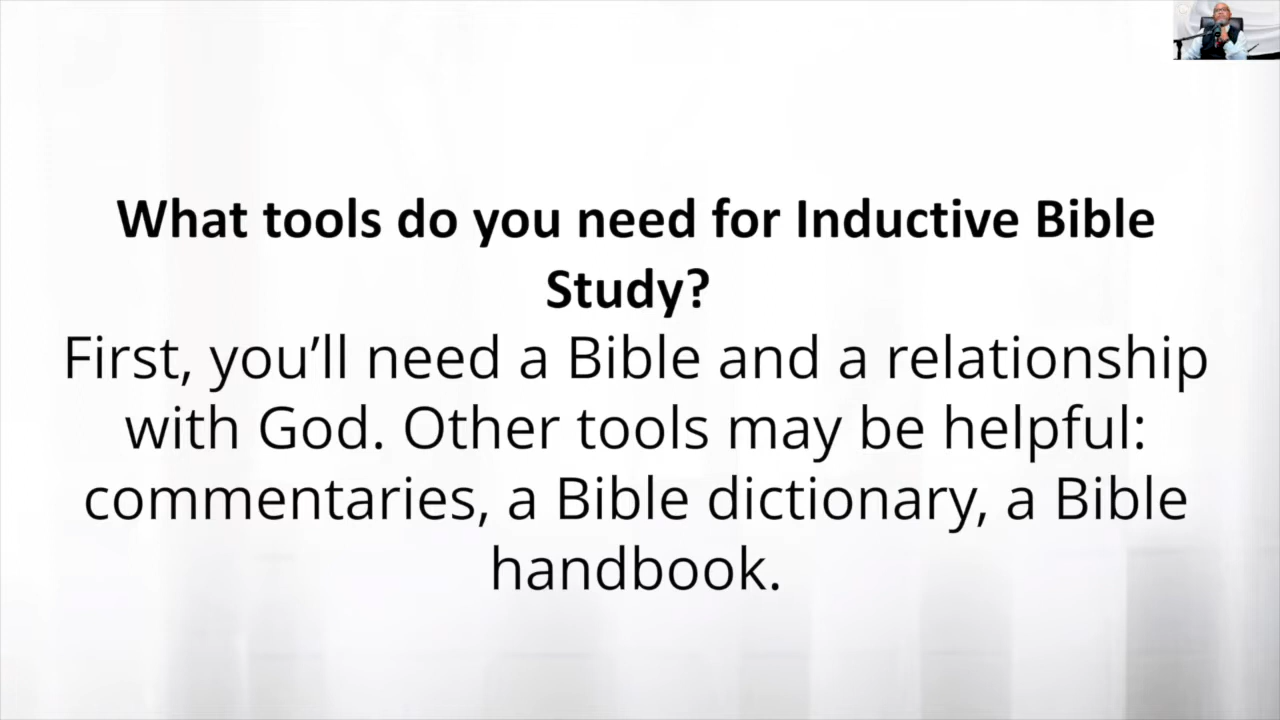 What tools do you need for Inductive Bible
Study?
First, you’ll need a Bible and a relationship
with God. Other tools may be helpful:
commentaries, a Bible dictionary, a Bible
handbook.